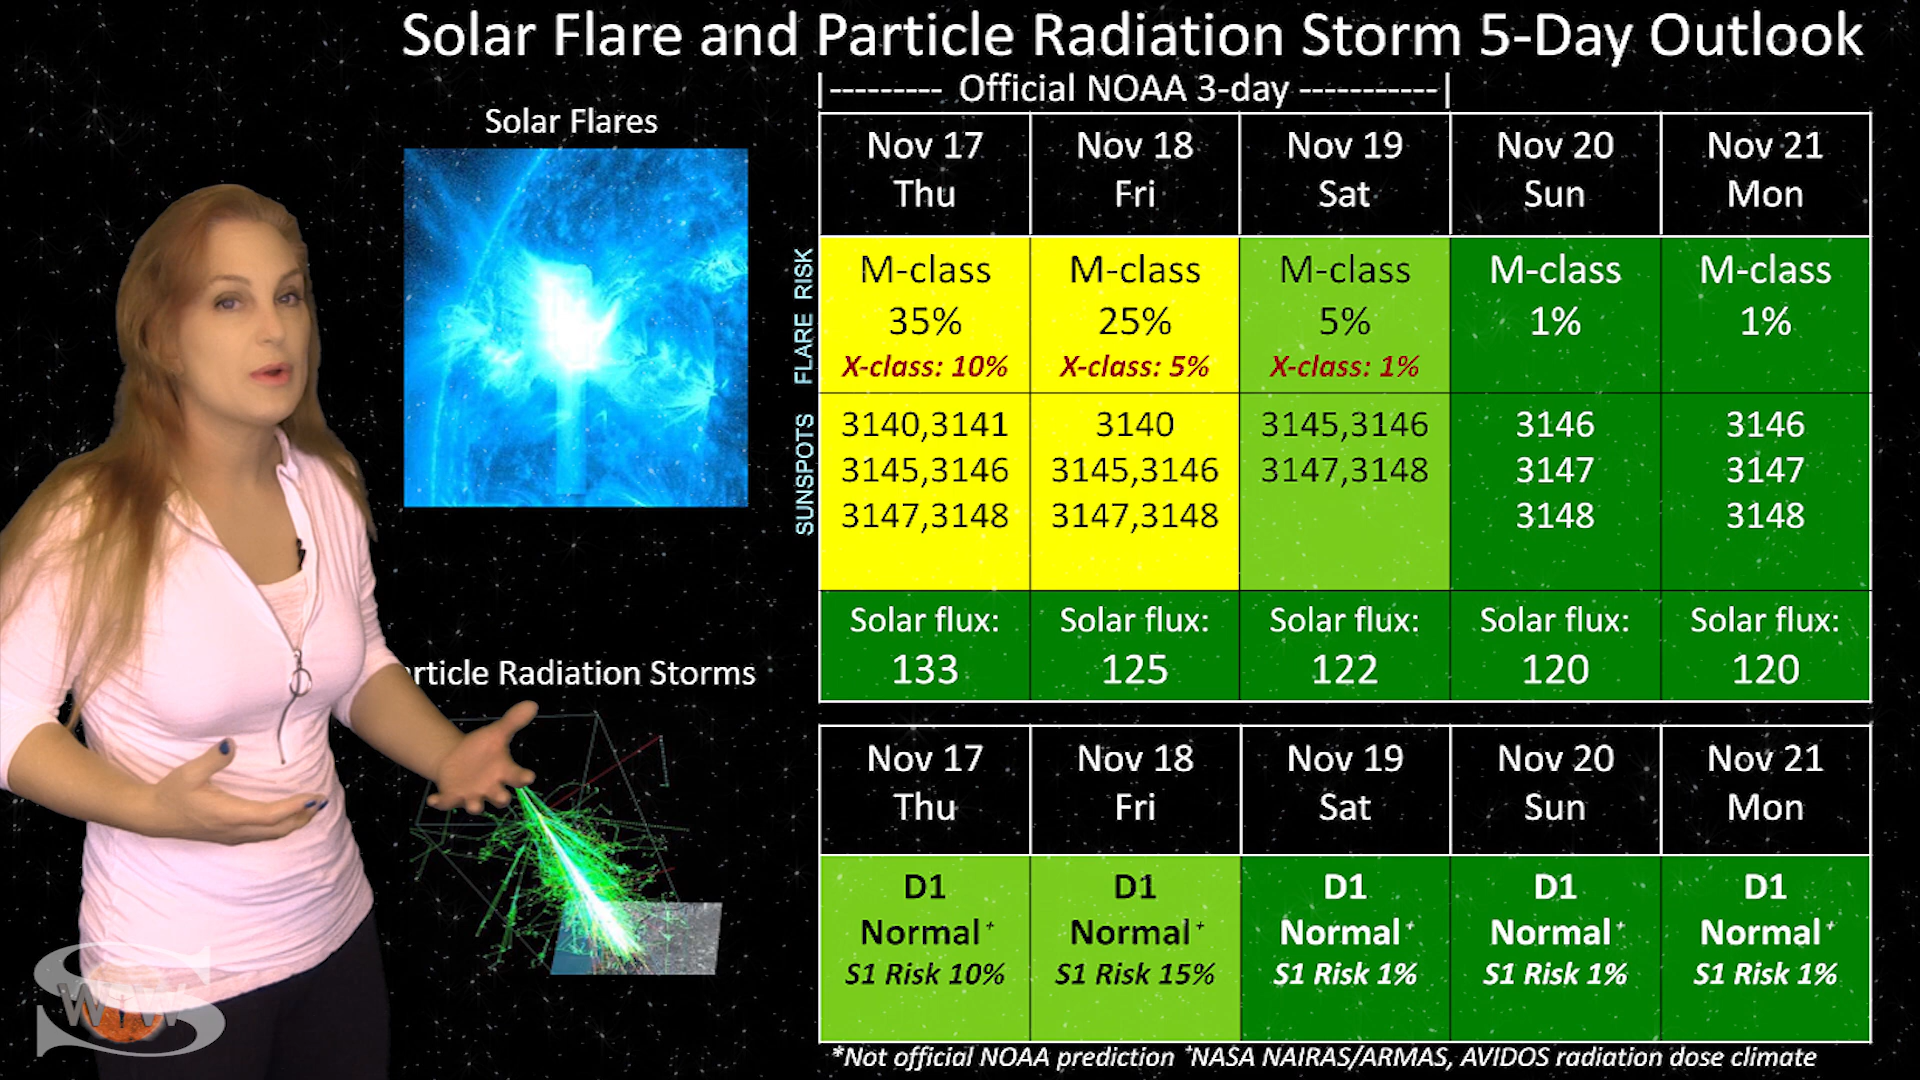 Solar Flare and Particle Radiation Storm 5-Day Outlook
|--------- Official NOAA 3-day -----------|
Solar Flares
Nov 17 Nov 18 Nov 19 Nov 20 Nov 21
Thu Fri Sat Sun Mon
FLARE RISK
M-class M-class M-class M-class M-class
35% 25% 5% 1% 1%
X-class: 10% X-class: 5% X-class: 1%
SUNSPOTS
3140,3141 3140 3145,3146 3146 3146
3145,3146 3145,3146 3147,3148 3147 3147
3147,3148 3147,3148 3148 3148
Solar flux: Solar flux: Solar flux: Solar flux: Solar flux:
133 125 122 120 120
article Radiation Storms
Nov 17 Nov 18 Nov 19 Nov 20 Nov 21
Thu Fri Sat Sun Mon
D1 D1 D1 D1 D1
Normal⁺ Normal⁺ Normal⁺ Normal⁺ Normal⁺
S1 Risk 10% S1 Risk 15% S1 Risk 1% S1 Risk 1% S1 Risk 1%
*Not official NOAA prediction ⁺NASA NAIRAS/ARMAS, AVIDOS radiation dose climate
S WTW